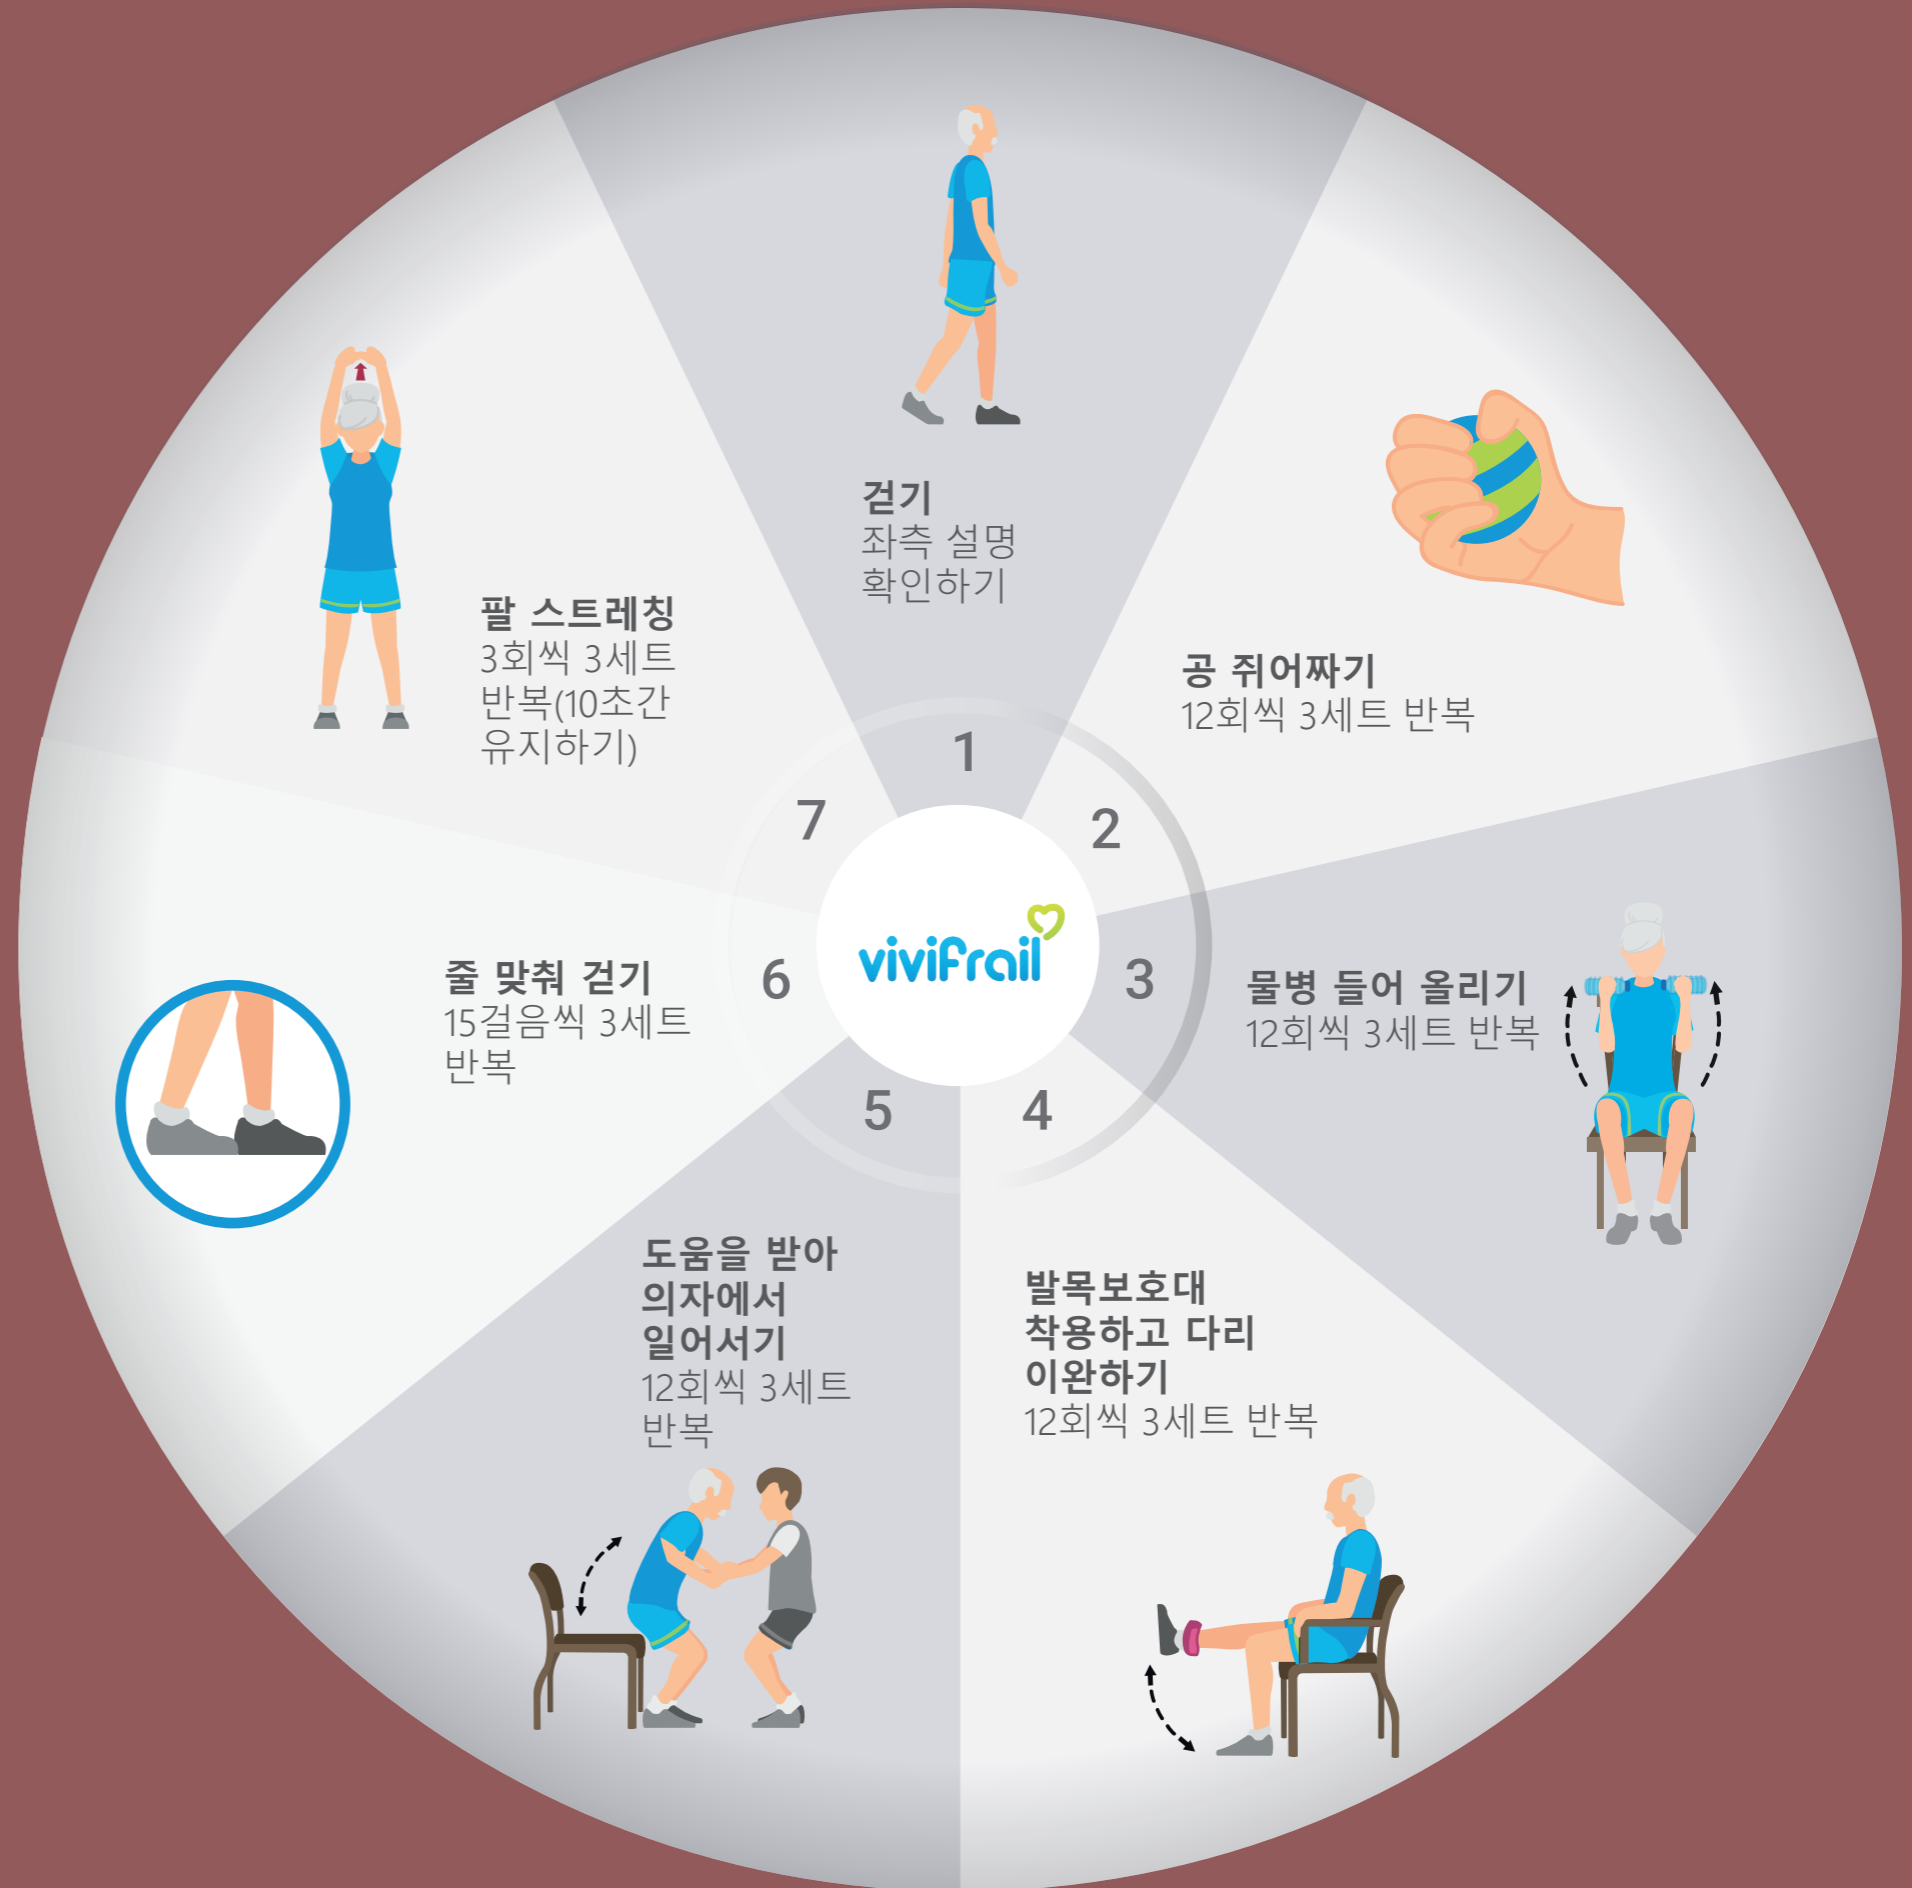 1
걷기
좌측 설명
확인하기
2
공 쥐어짜기
12회씩 3세트 반복
3
물병 들어 올리기
12회씩 3세트 반복
4
발목보호대
착용하고 다리
이완하기
12회씩 3세트 반복
5
도움을 받아
의자에서
일어서기
12회씩 3세트
반복
6
줄 맞춰 걷기
15걸음씩 3세트
반복
7
팔 스트레칭
3회씩 3세트
반복(10초간
유지하기)
vivifrail